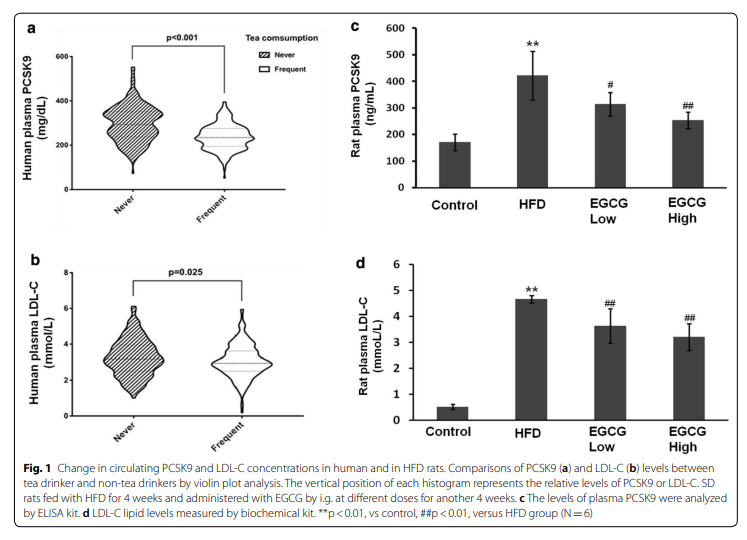 a
p<0.001
Tea comsumption
Never
Frequent
Human plasma PCSK9
(mg/dL)
600
400
200
0
Never
Frequent
b
p=0.025
Human plasma LDL-C
(mmol/L)
8
6
4
2
0
Never
Frequent
c
Rat plasma PCSK9
(ng/mL)
600
500
400
300
200
100
0
**
#
##
Control
HFD
EGCG
Low
EGCG
High
d
Rat plasma LDL-C
(mmoL/L)
6
5
4
3
2
1
0
**
##
##
Control
HFD
EGCG
Low
EGCG
High
Fig. 1 Change in circulating PCSK9 and LDL-C concentrations in human and in HFD rats. Comparisons of PCSK9 (a) and LDL-C (b) levels between
tea drinker and non-tea drinkers by violin plot analysis. The vertical position of each histogram represents the relative levels of PCSK9 or LDL-C. SD
rats fed with HFD for 4 weeks and administered with EGCG by i.g. at different doses for another 4 weeks. c The levels of plasma PCSK9 were analyzed
by ELISA kit. d LDL-C lipid levels measured by biochemical kit. **p < 0.01, vs control, ##p < 0.01, versus HFD group (N = 6)